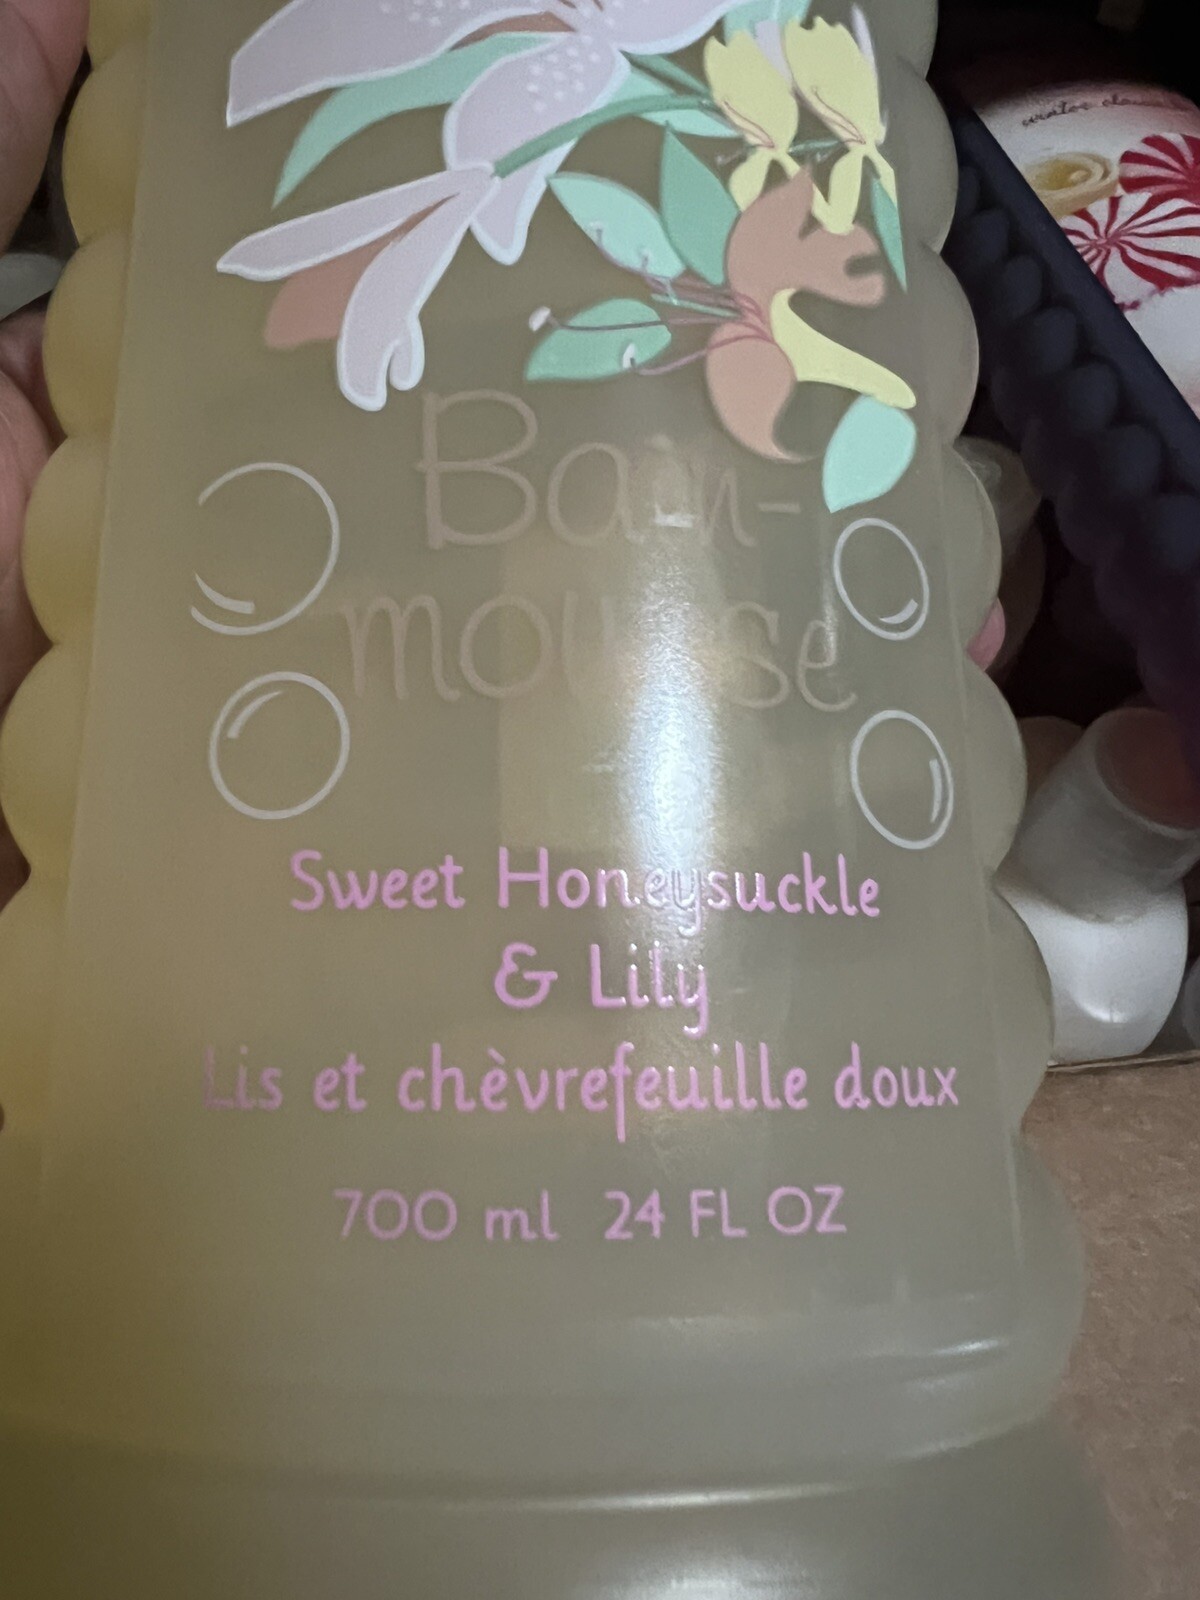 Bain-
mousse
Sweet Honeysuckle
& Lily
Lis et chèvrefeuille doux
700 ml 24 FL OZ